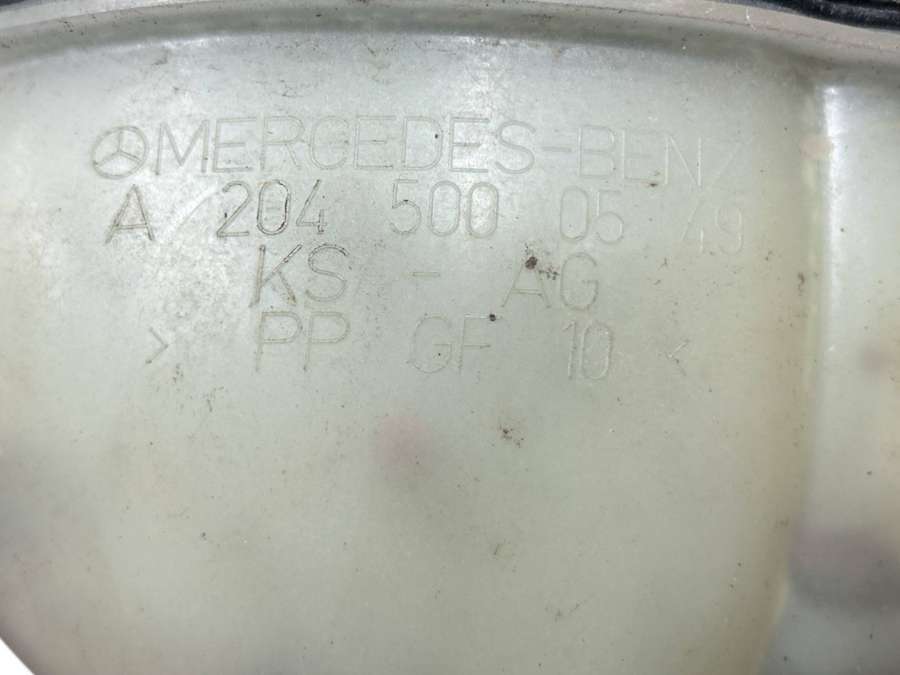 MERCEDES-BENZ
A 204 500 05 49
KS - AG
> PP GF 10 <